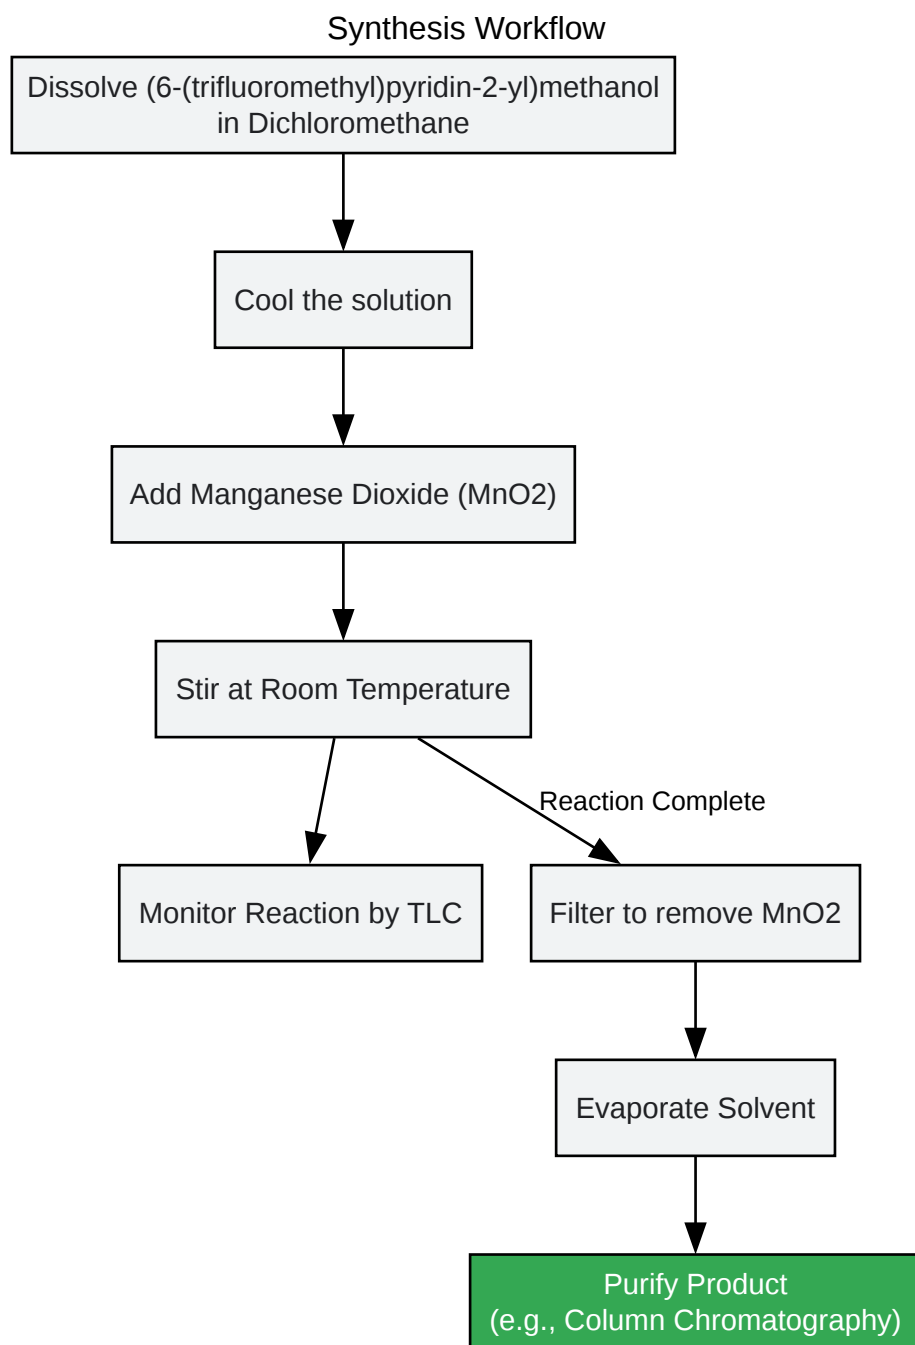 Synthesis Workflow
Dissolve (6-(trifluoromethyl)pyridin-2-yl)methanol
in Dichloromethane
Cool the solution
Add Manganese Dioxide (MnO2)
Stir at Room Temperature
Reaction Complete
Monitor Reaction by TLC
Filter to remove MnO2
Evaporate Solvent
Purify Product
(e.g., Column Chromatography)